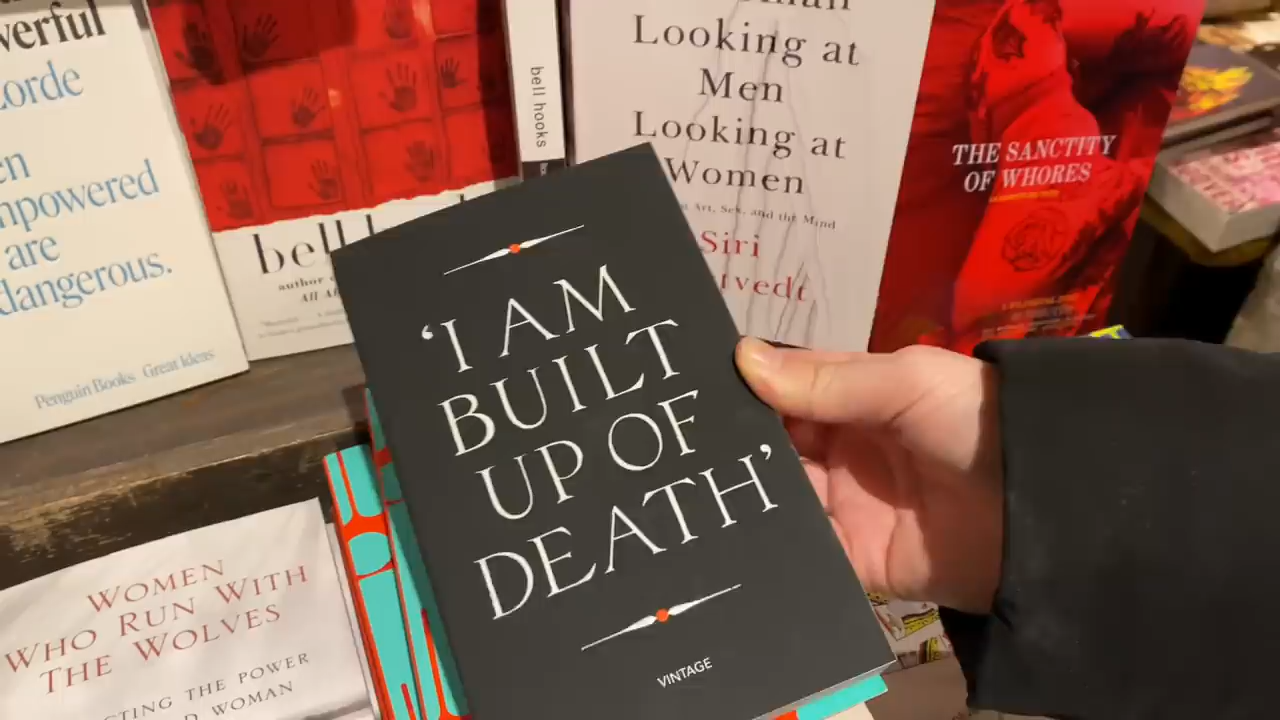 werful
Lorde
en
mpowered
are
dangerous.
Penguin Books Great Ideas
bell
author
bell hooks
Looking at
Men
Looking at
Women
Art, Sex, and the Mind
Siri
tvedt
THE SANCTITY
OF WHORES
'I AM
BUILT
UP OF
DEATH'
VINTAGE
WOMEN
WHO RUN WITH
THE WOLVES
CTING THE POWER
D WOMAN